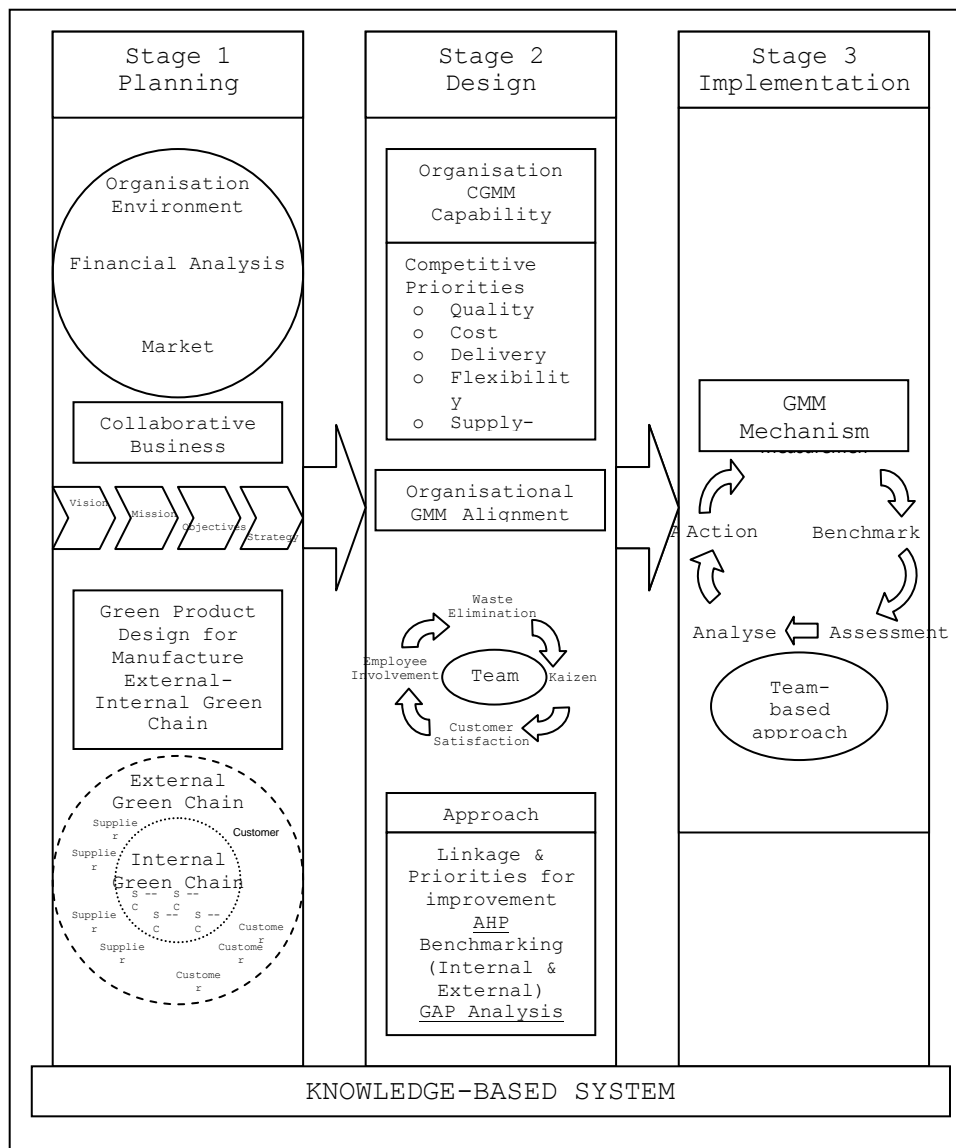 Stage 1
Planning
Organisation
Environment
Financial Analysis
Market
Collaborative
Business
Vision
Mission
Objectives
Strategy
Green Product
Design for
Manufacture
External-
Internal Green
Chain
External
Green Chain
Supplie
r
Customer
Supplie
r
Internal
Green Chain
S -- S --
C C
S -- S --
C C
Supplie
r
Supplie
r
Custome
r
Custome
r
Custome
r
Stage 2
Design
Organisation
CGMM
Capability
Competitive
Priorities
o Quality
o Cost
o Delivery
o Flexibilit
y
o Supply-
Organisational
GMM Alignment
Waste
Elimination
Employee
Involvement
Team
Kaizen
Customer
Satisfaction
Approach
Linkage &
Priorities for
improvement
AHP
Benchmarking
(Internal &
External)
GAP Analysis
Stage 3
Implementation
GMM
Mechanism
Action
Benchmark
Analyse
Assessment
Team-
based
approach
KNOWLEDGE-BASED SYSTEM